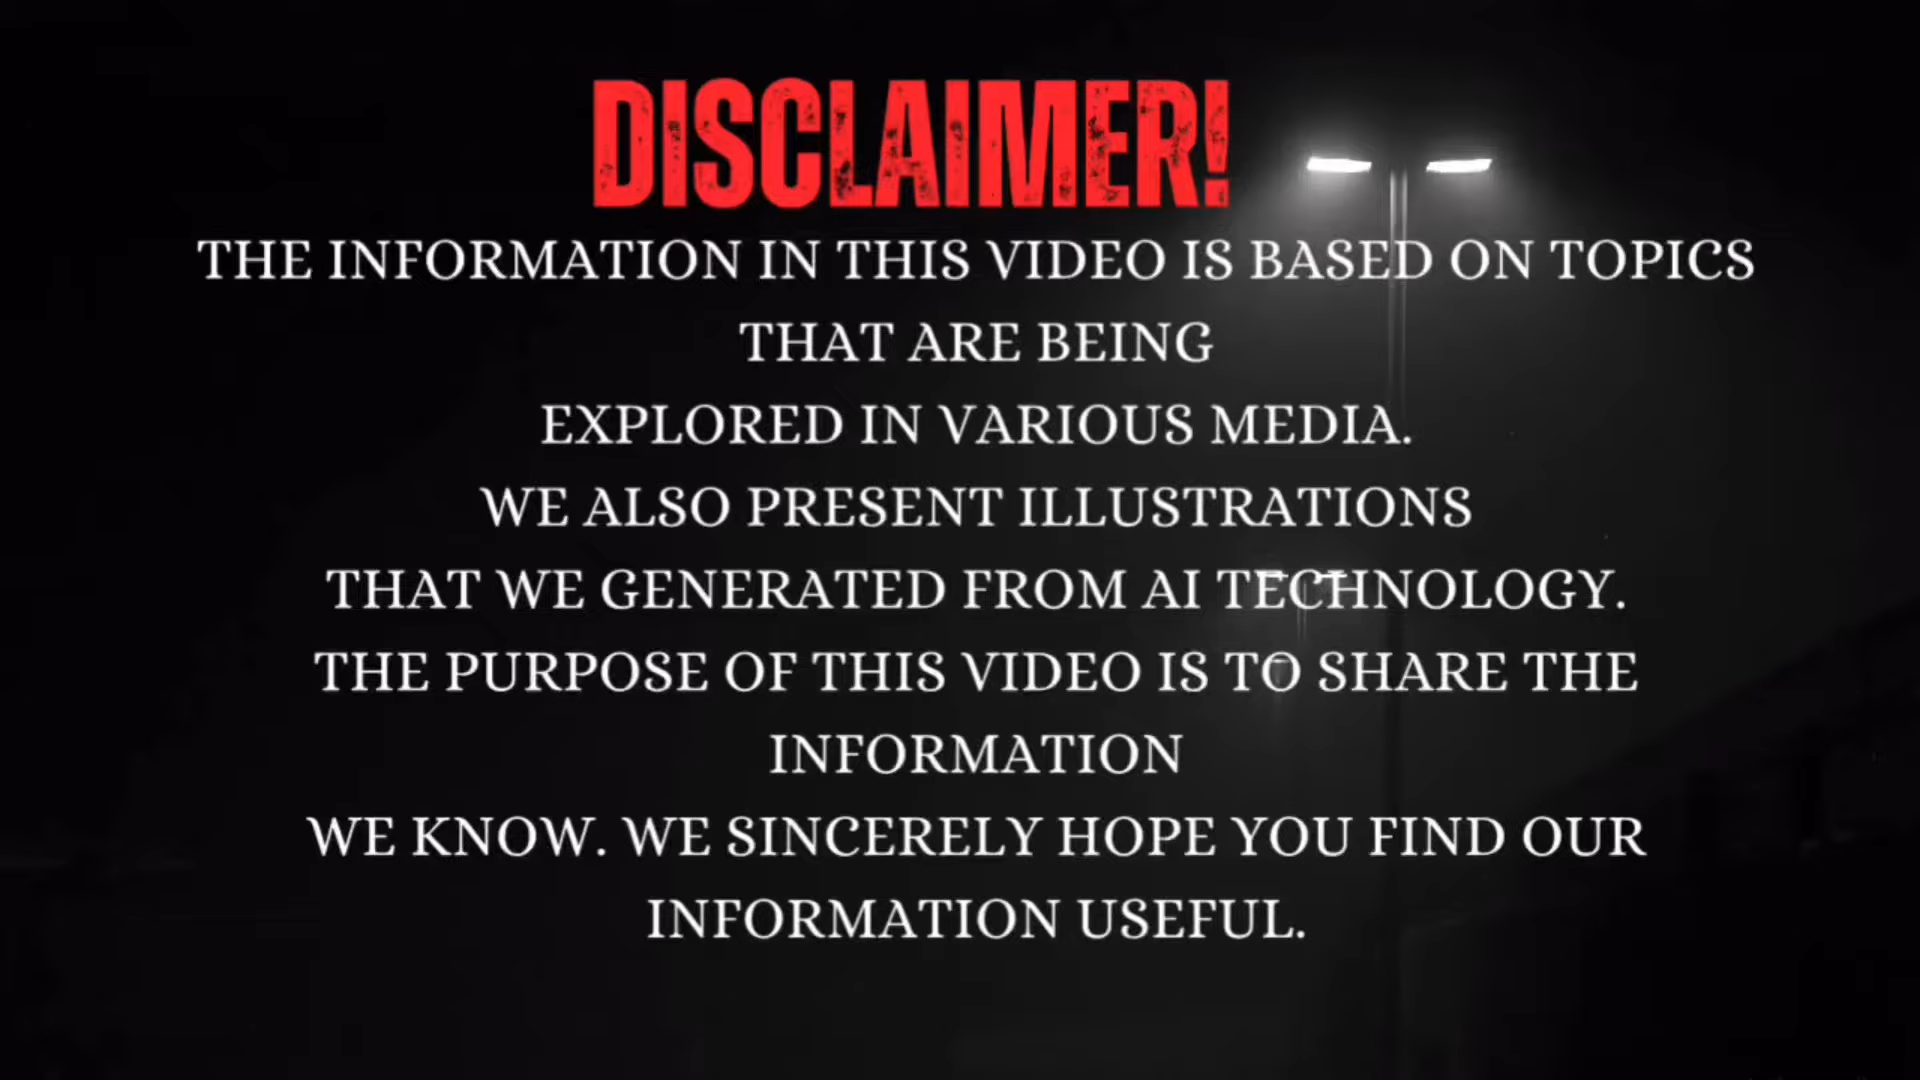 DISCLAIMER!
THE INFORMATION IN THIS VIDEO IS BASED ON TOPICS
THAT ARE BEING
EXPLORED IN VARIOUS MEDIA.
WE ALSO PRESENT ILLUSTRATIONS
THAT WE GENERATED FROM AI TECHNOLOGY.
THE PURPOSE OF THIS VIDEO IS TO SHARE THE
INFORMATION
WE KNOW. WE SINCERELY HOPE YOU FIND OUR
INFORMATION USEFUL.